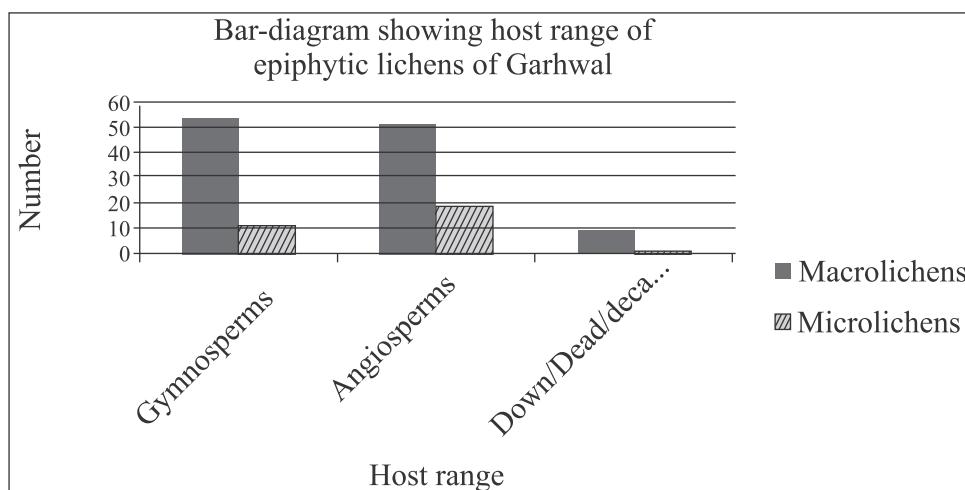 Bar-diagram showing host range of
epiphytic lichens of Garhwal
Number
60
50
40
30
20
10
0
Gymnosperms
Angiosperms
Down/Dead/deca...
Host range
Macrolichens
Microlichens